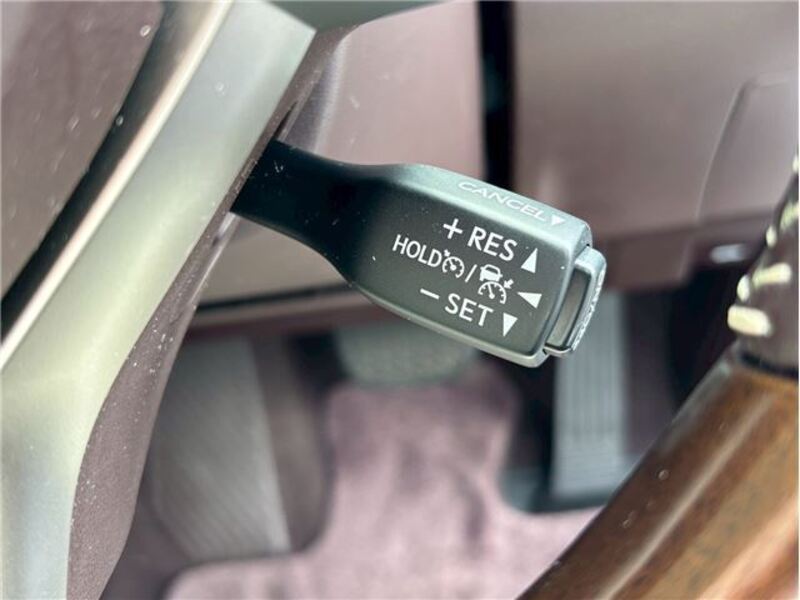 CANCEL▼
+ RES ▲
HOLD /
− SET ▼